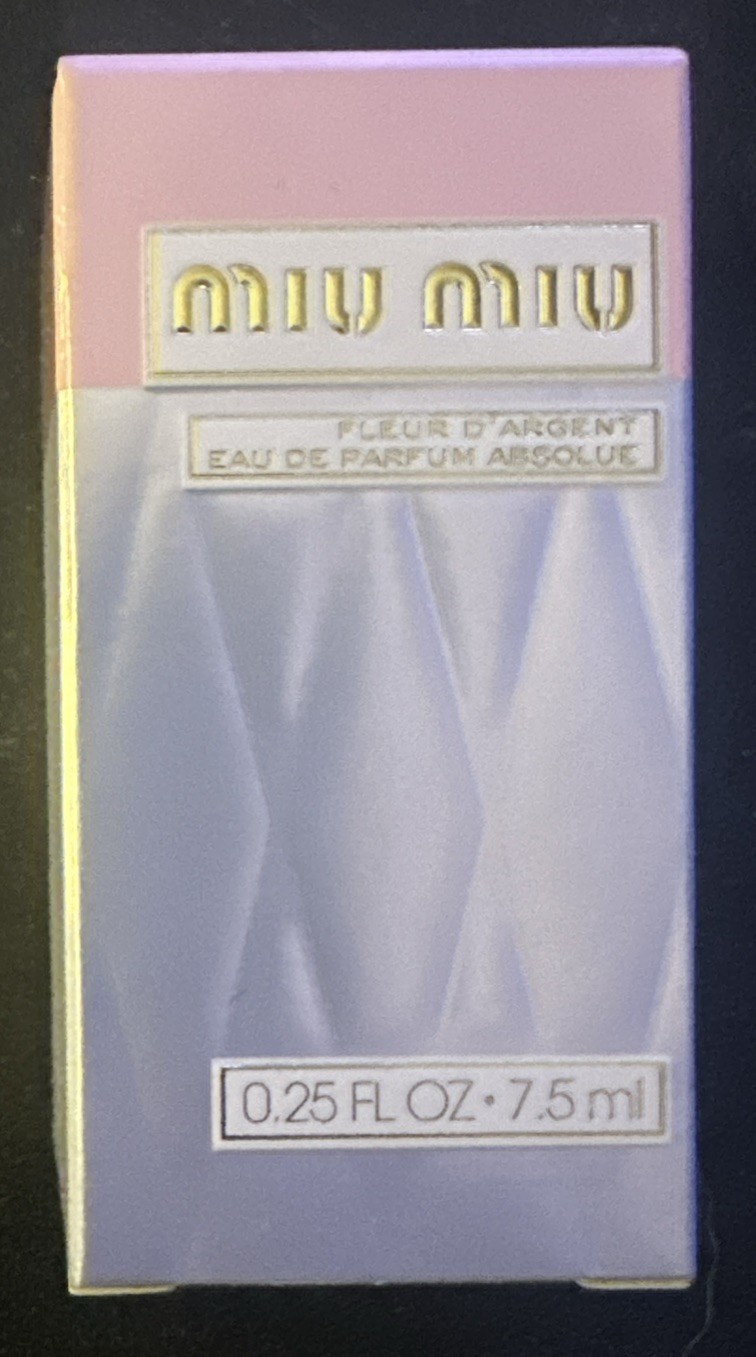 miu miu
FLEUR D'ARGENT
EAU DE PARFUM ABSOLUE
0.25 FL OZ • 7.5 ml